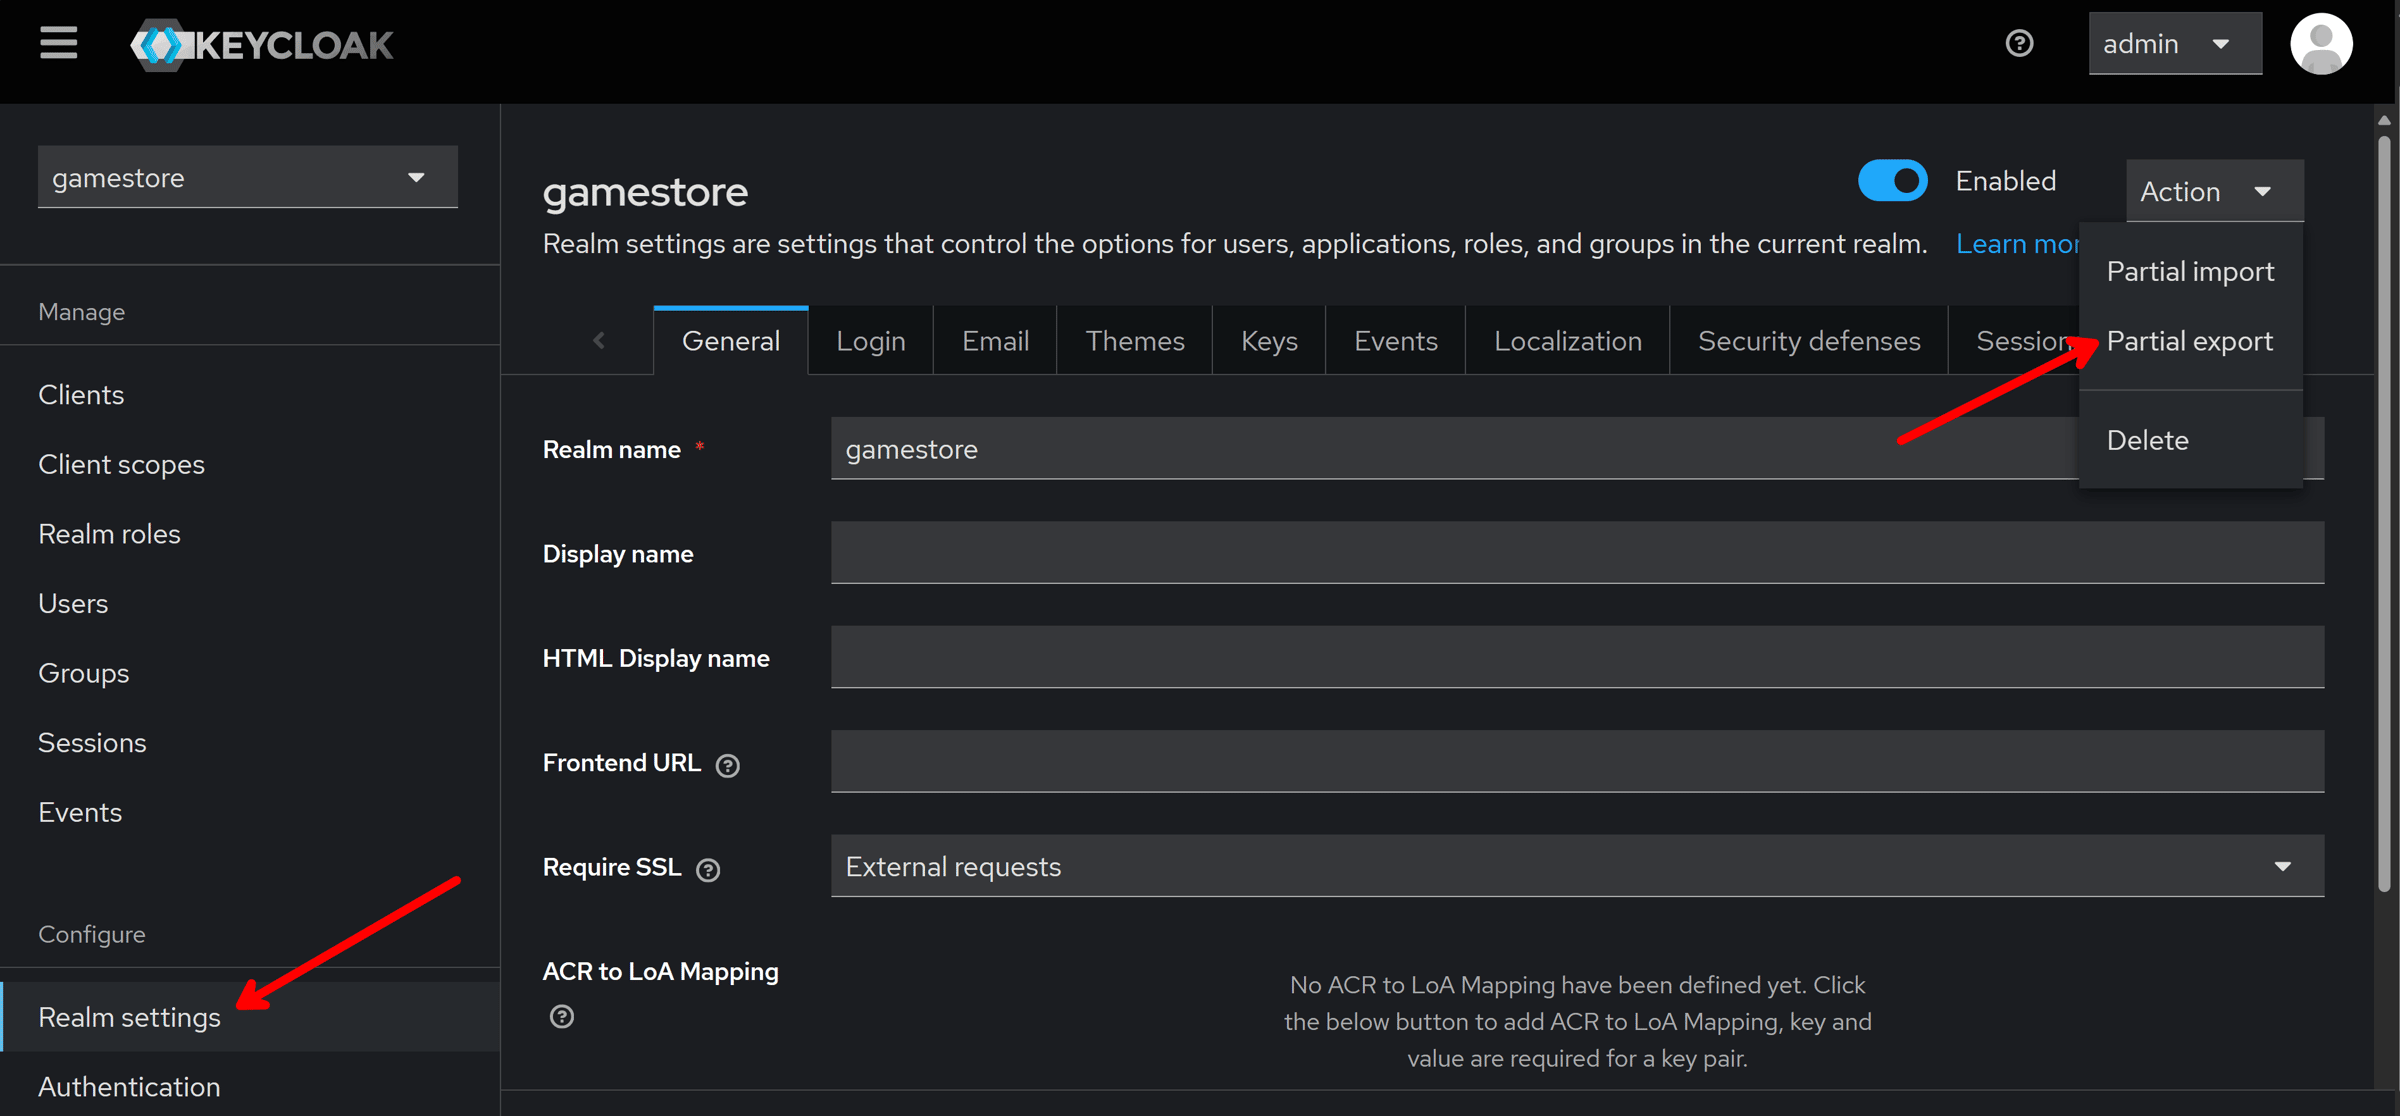 KEYCLOAK
admin
gamestore
Manage
Clients
Client scopes
Realm roles
Users
Groups
Sessions
Events
Configure
Realm settings
Authentication
gamestore
Enabled
Action
Realm settings are settings that control the options for users, applications, roles, and groups in the current realm. Learn mor
Partial import
Partial export
Delete
General Login Email Themes Keys Events Localization Security defenses Session
Realm name * gamestore
Display name
HTML Display name
Frontend URL
Require SSL External requests
ACR to LoA Mapping
No ACR to LoA Mapping have been defined yet. Click
the below button to add ACR to LoA Mapping, key and
value are required for a key pair.